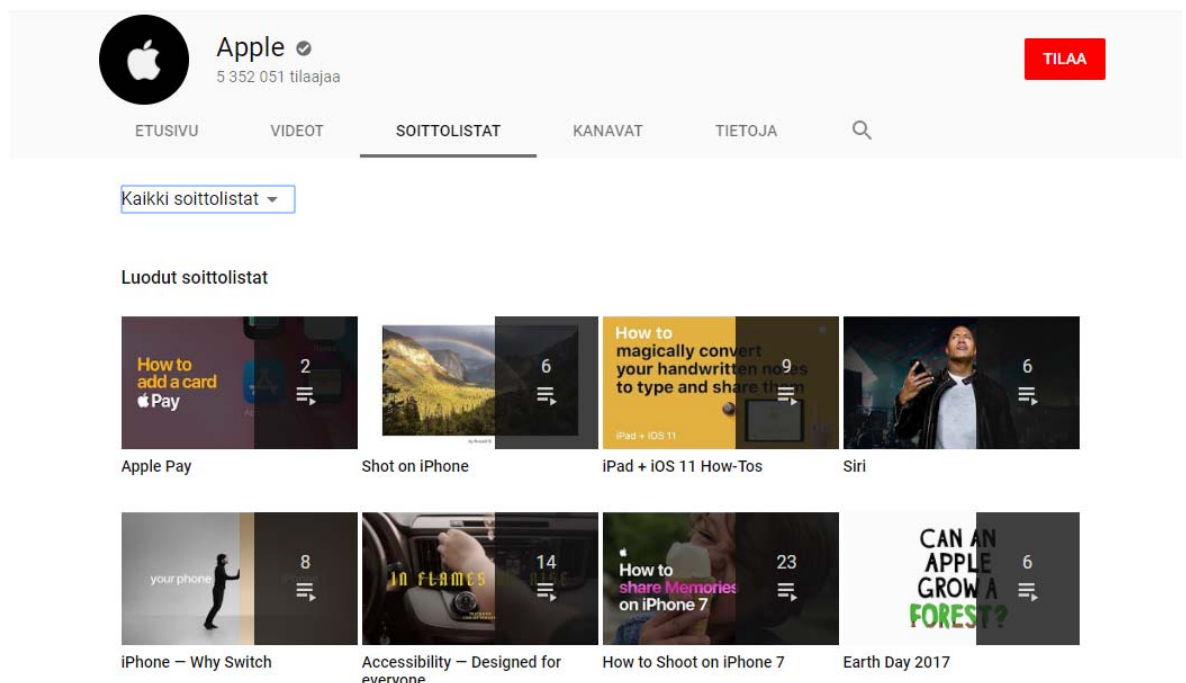 Apple
5 352 051 tilaajaa
TILAA
ETUSIVU
VIDEOT
SOITTOLISTAT
KANAVAT
TIETOJA
Kaikki soittolistat
Luodut soittolistat
How to
add a card
Pay
2
Apple Pay
6
Shot on iPhone
How to
magically convert
your handwritten notes
to type and share them
iPad + iOS 11
9
iPad + iOS 11 How-Tos
6
Siri
your phone
8
iPhone — Why Switch
IN FLAMES
14
Accessibility — Designed for
everyone
How to
share Memories
on iPhone 7
23
How to Shoot on iPhone 7
CAN AN
APPLE
GROW A
FOREST?
6
Earth Day 2017